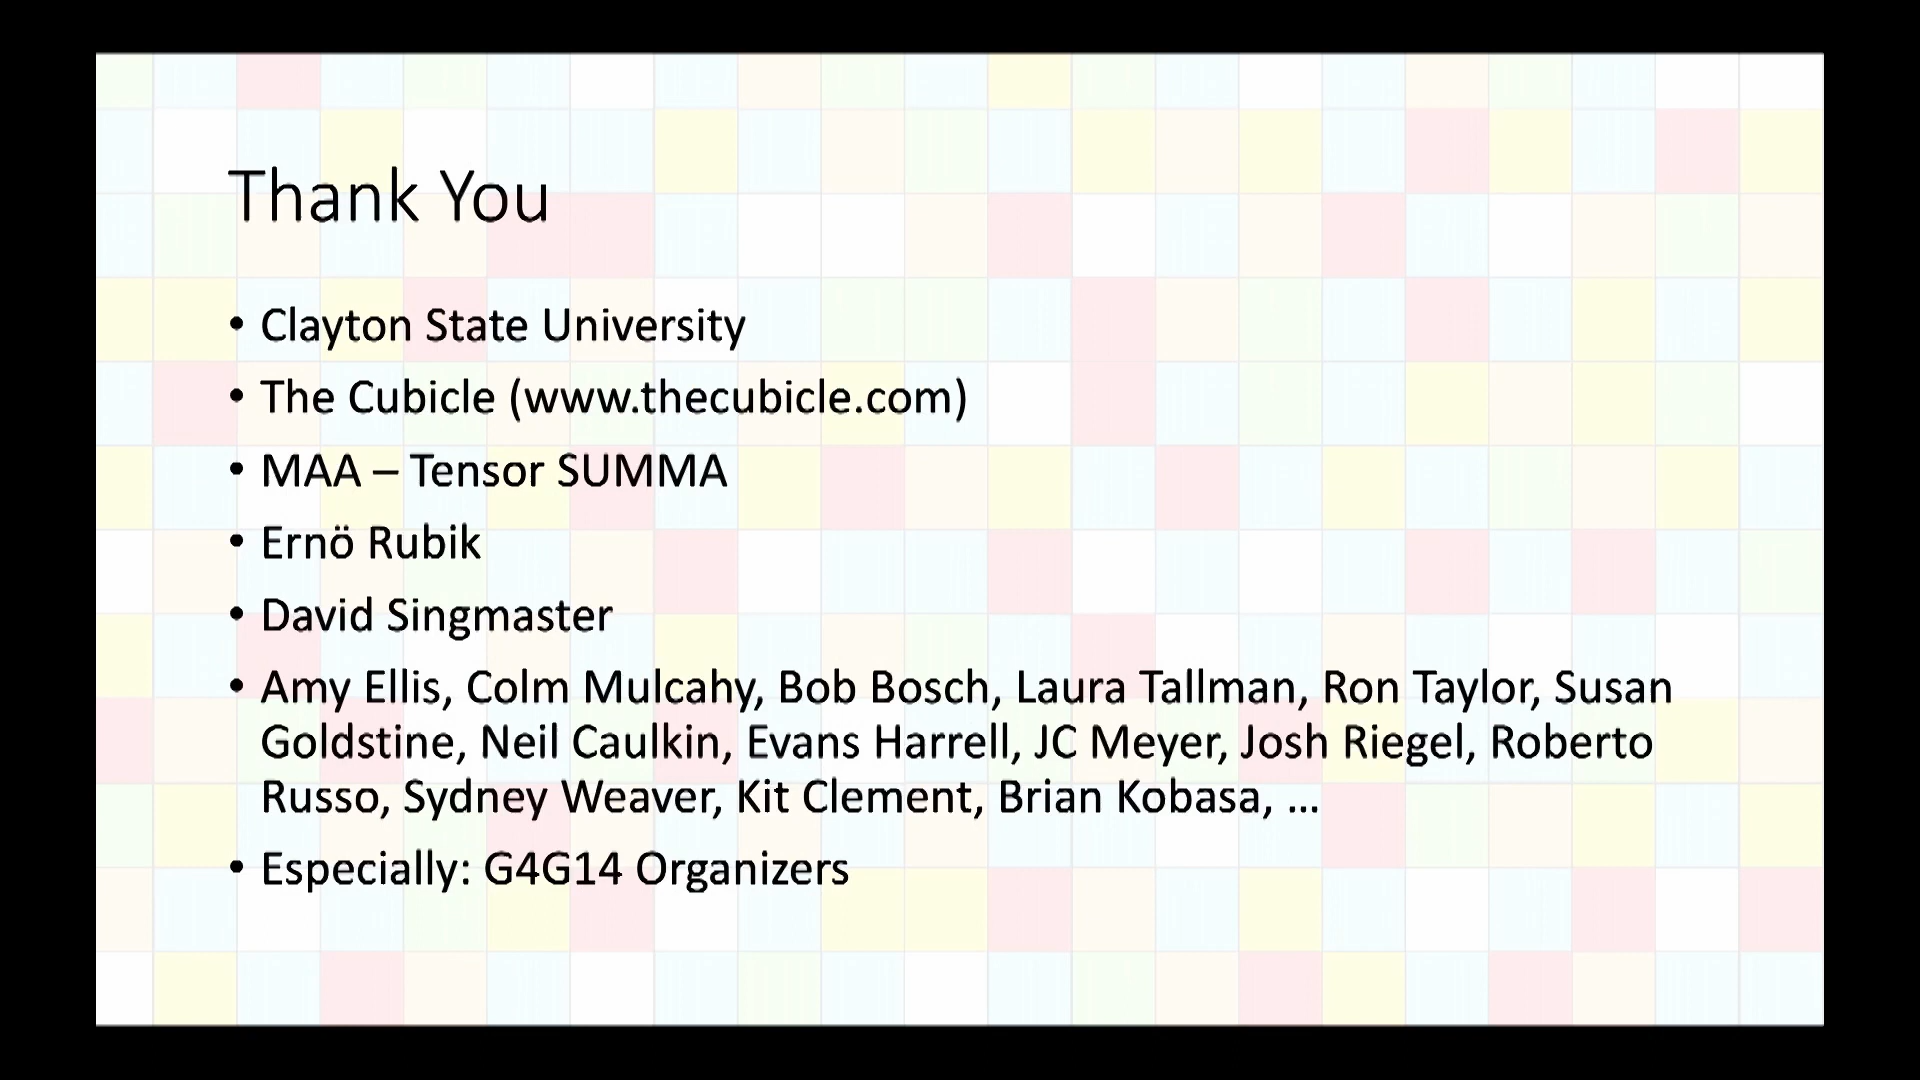 Thank You
• Clayton State University
• The Cubicle (www.thecubicle.com)
• MAA – Tensor SUMMA
• Ernö Rubik
• David Singmaster
• Amy Ellis, Colm Mulcahy, Bob Bosch, Laura Tallman, Ron Taylor, Susan
Goldstine, Neil Caulkin, Evans Harrell, JC Meyer, Josh Riegel, Roberto
Russo, Sydney Weaver, Kit Clement, Brian Kobasa, ...
• Especially: G4G14 Organizers